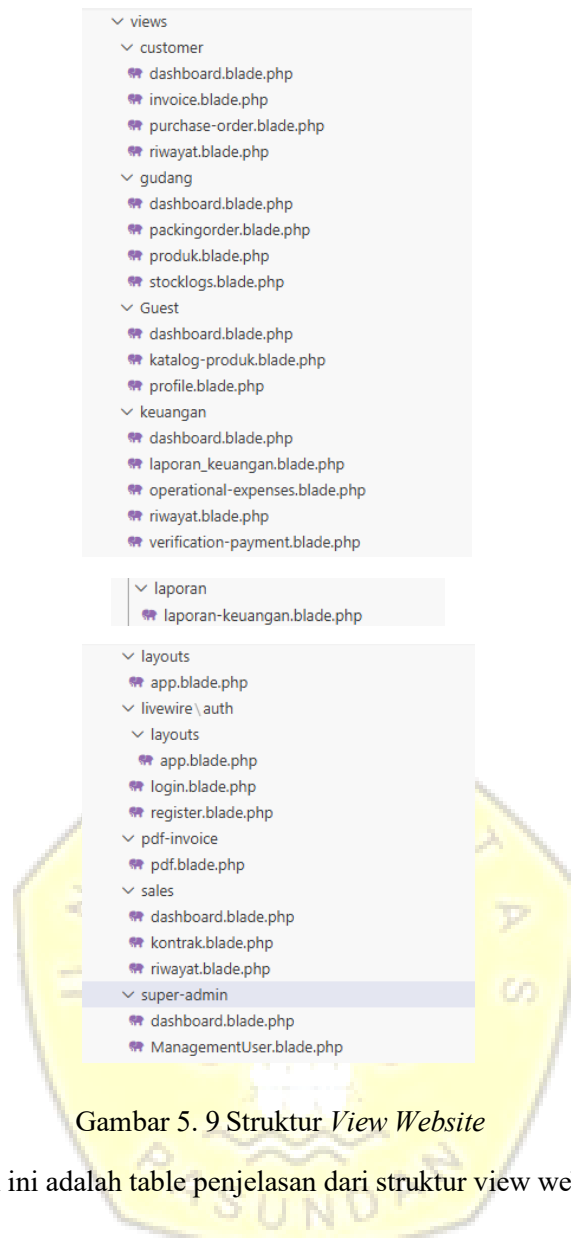 views
customer
dashboard.blade.php
invoice.blade.php
purchase-order.blade.php
riwayat.blade.php
gudang
dashboard.blade.php
packingorder.blade.php
produk.blade.php
stocklogs.blade.php
Guest
dashboard.blade.php
katalog-produk.blade.php
profile.blade.php
keuangan
dashboard.blade.php
laporan_keuangan.blade.php
operational-expenses.blade.php
riwayat.blade.php
verification-payment.blade.php
laporan
laporan-keuangan.blade.php
layouts
app.blade.php
livewire\auth
layouts
app.blade.php
login.blade.php
register.blade.php
pdf-invoice
pdf.blade.php
sales
dashboard.blade.php
kontrak.blade.php
riwayat.blade.php
super-admin
dashboard.blade.php
ManagementUser.blade.php
Gambar 5. 9 Struktur View Website
ini adalah table penjelasan dari struktur view we
PASUNDAN